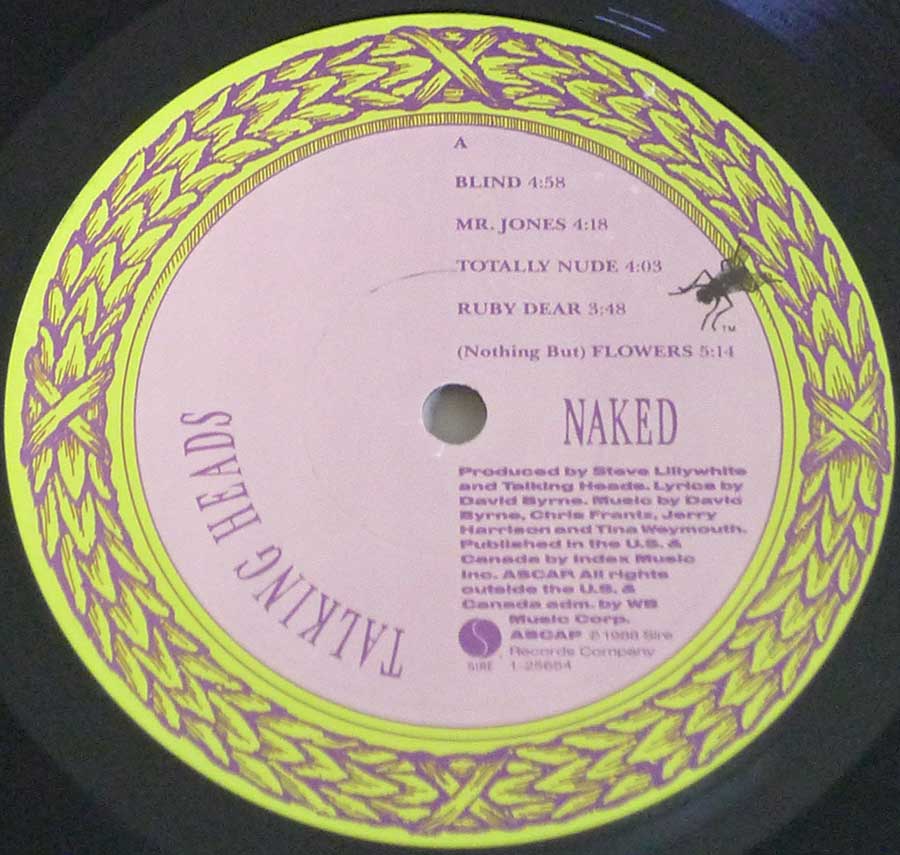 A
BLIND 4:58
MR. JONES 4:18
TOTALLY NUDE 4:03
RUBY DEAR 3:48
(Nothing But) FLOWERS 5:14
TM
NAKED
TALKING HEADS
Produced by Steve Lillywhite
and Talking Heads. Lyrics by
David Byrne. Music by David
Byrne, Chris Frantz, Jerry
Harrison and Tina Weymouth.
Published in the U.S. &
Canada by Index Music
Inc. ASCAP. All rights
outside the U.S. &
Canada adm. by WB
Music Corp.
ASCAP ℗ 1988 Sire
Records Company
SIRE 1-25654